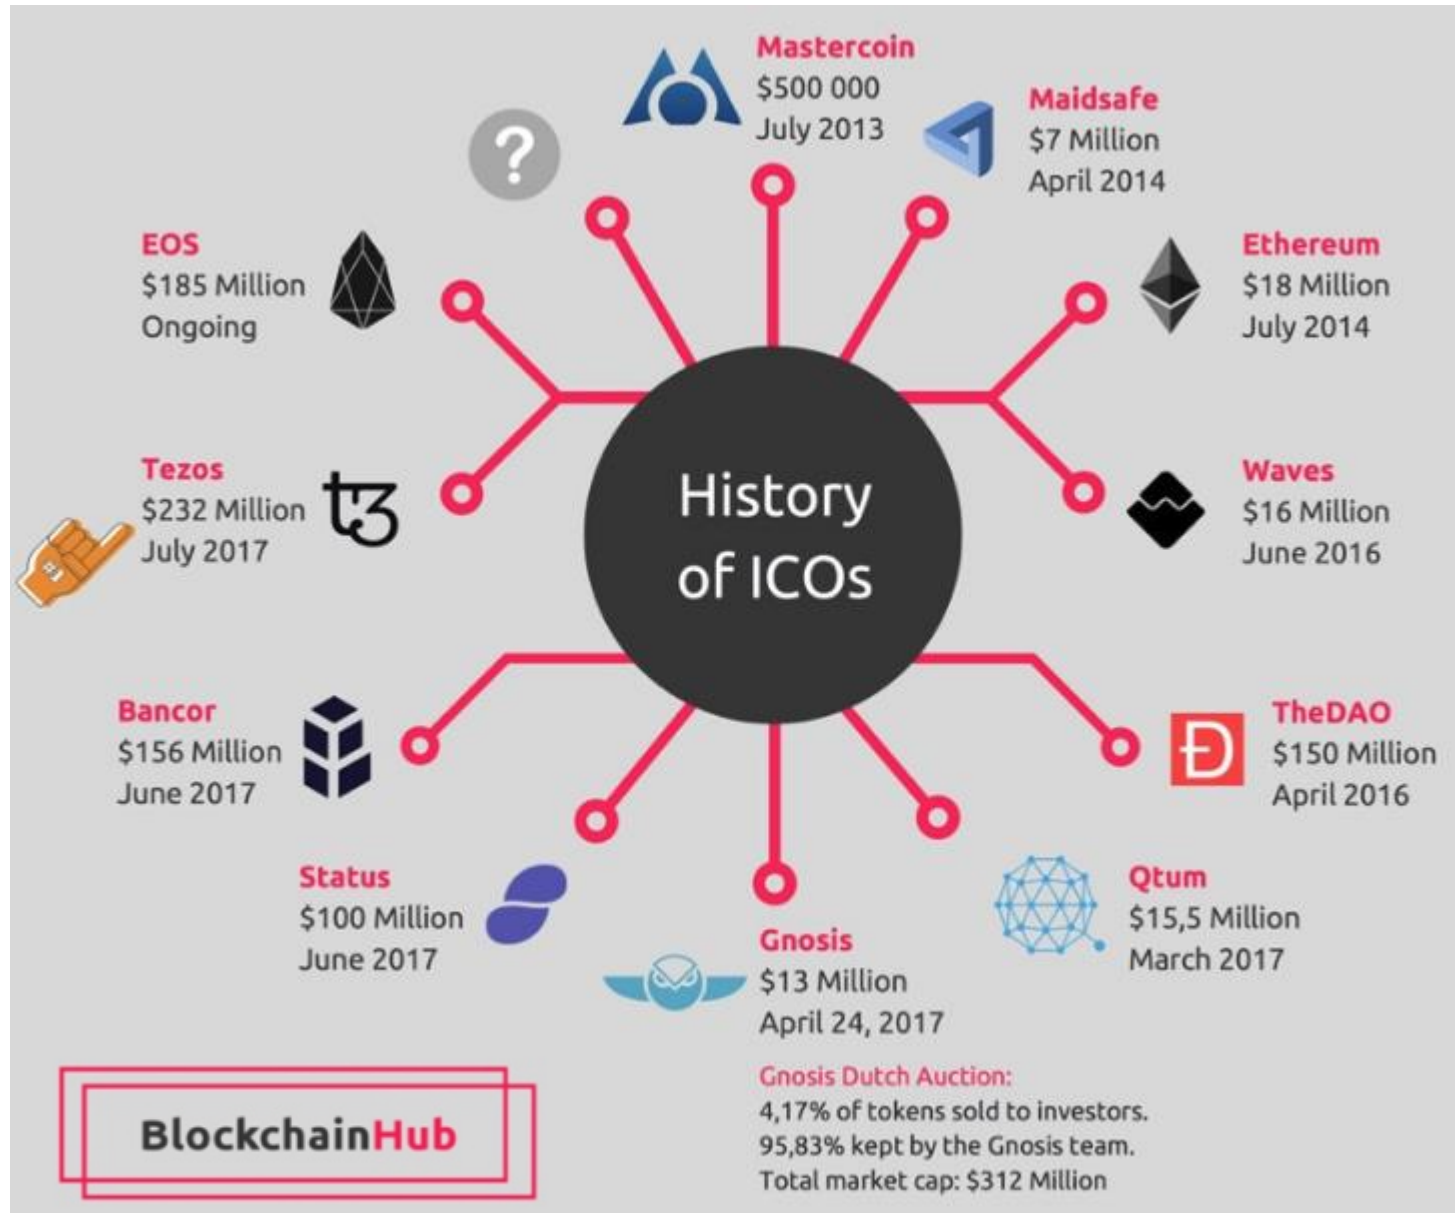 Mastercoin
$500 000
July 2013
Maidsafe
$7 Million
April 2014
?
EOS
$185 Million
Ongoing
Ethereum
$18 Million
July 2014
Tezos
$232 Million
July 2017
#1
History
of ICOs
Waves
$16 Million
June 2016
Bancor
$156 Million
June 2017
TheDAO
$150 Million
April 2016
Status
$100 Million
June 2017
Gnosis
$13 Million
April 24, 2017
Qtum
$15,5 Million
March 2017
Gnosis Dutch Auction:
4,17% of tokens sold to investors.
95,83% kept by the Gnosis team.
Total market cap: $312 Million
BlockchainHub